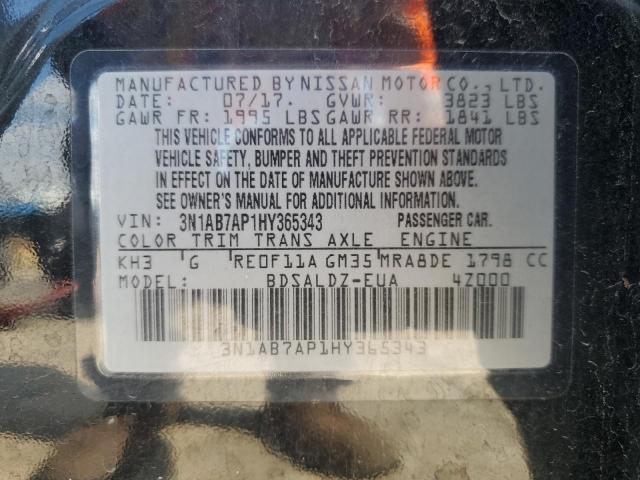 MANUFACTURED BY NISSAN MOTOR CO., LTD.
DATE: 07/17. GVWR: 3823 LBS
GAWR FR: 1995 LBS GAWR RR: 1841 LBS
THIS VEHICLE CONFORMS TO ALL APPLICABLE FEDERAL MOTOR
VEHICLE SAFETY, BUMPER AND THEFT PREVENTION STANDARDS
IN EFFECT ON THE DATE OF MANUFACTURE SHOWN ABOVE.
SEE OWNER'S MANUAL FOR ADDITIONAL INFORMATION.
VIN: 3N1AB7AP1HY365343 PASSENGER CAR.
COLOR TRIM TRANS AXLE ENGINE
KH3 G RE0F11A GM35 MRA8DE 1798 CC
MODEL: BDSALDZ-EUA 4Z000
3N1AB7AP1HY365343